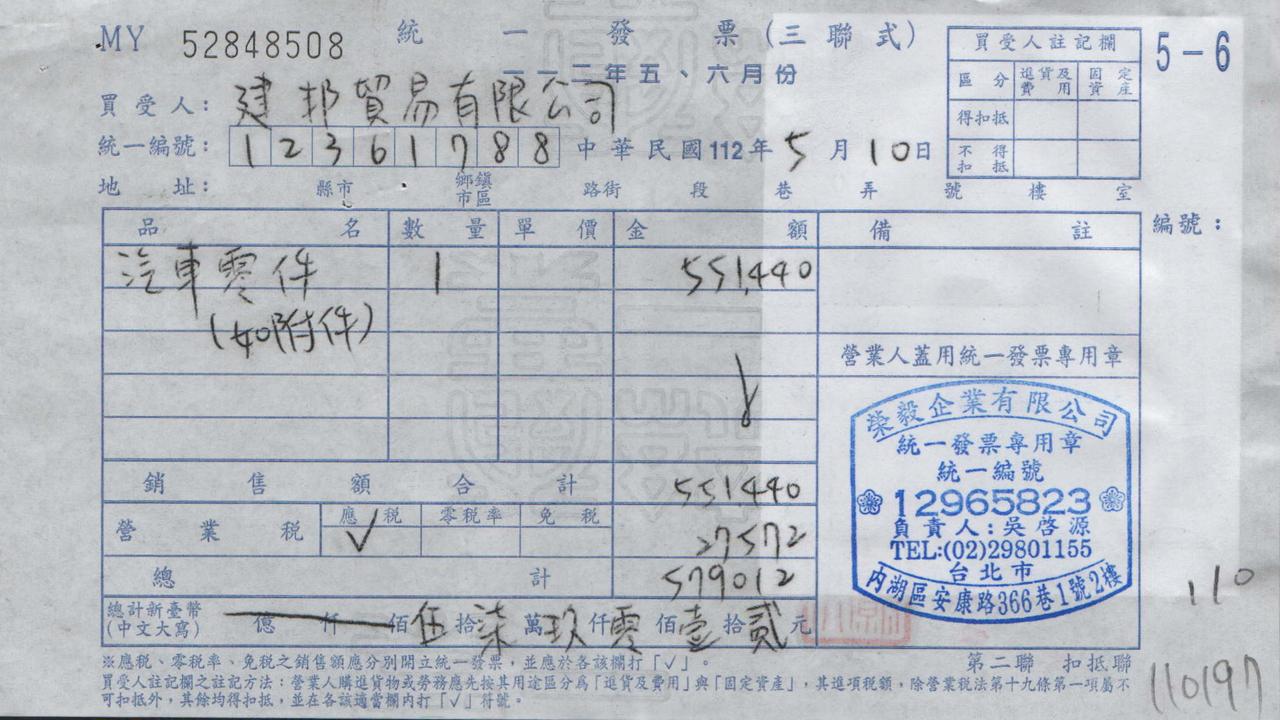 MY 52848508 統一發票(三聯式)
一一二年五、六月份
5-6
買受人註記欄
區分 進貨及費用 固定資產
得扣抵
不得扣抵
買受人: 建邦貿易有限公司
統一編號: 12361788 中華民國112年5月10日
地址: 縣市 鄉鎮市區 路街 段 巷 弄 號 樓 室
品名 數量 單價 金額 備註 編號:
汽車零件 1 551,440
(如附件)
營業人蓋用統一發票專用章
榮毅企業有限公司
統一發票專用章
統一編號
12965823
負責人:吳啓源
TEL:(02)29801155
台北市
內湖區安康路366巷1號2樓
銷售額合計 551440
營業稅 應稅 ✓ 零稅率 免稅 27572
總計 579012
總計新臺幣(中文大寫) 億 仟 佰 伍 拾 柒 萬 玖 仟 零 佰 壹 拾 貳 元
110
※應稅、零稅率、免稅之銷售額應分別開立統一發票,並應於各該欄打「✓」。
第二聯 扣抵聯
買受人註記欄之註記方法:營業人購進貨物或勞務應先按其用途區分為「進貨及費用」與「固定資產」,其進項稅額,除營業稅法第十九條第一項屬不
可扣抵外,其餘均得扣抵,並在各該適當欄內打「✓」符號。
110197